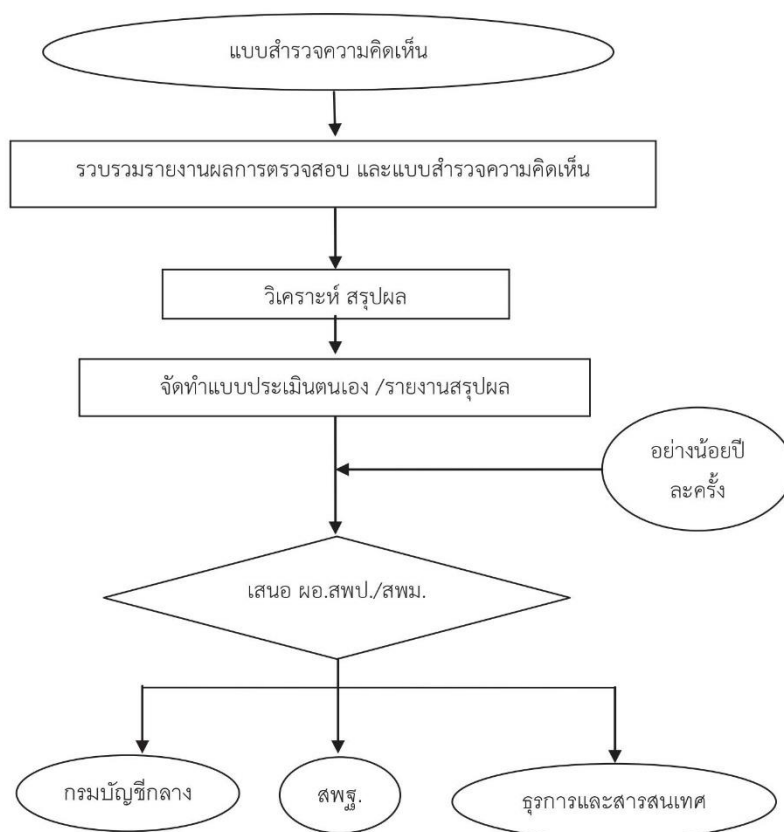 แบบสำรวจความคิดเห็น
รวบรวมรายงานผลการตรวจสอบ และแบบสำรวจความคิดเห็น
วิเคราะห์ สรุปผล
จัดทำแบบประเมินตนเอง /รายงานสรุปผล
อย่างน้อยปี
ละครั้ง
เสนอ ผอ.สพป./สพม.
กรมบัญชีกลาง
สพฐ.
ธุรการและสารสนเทศ